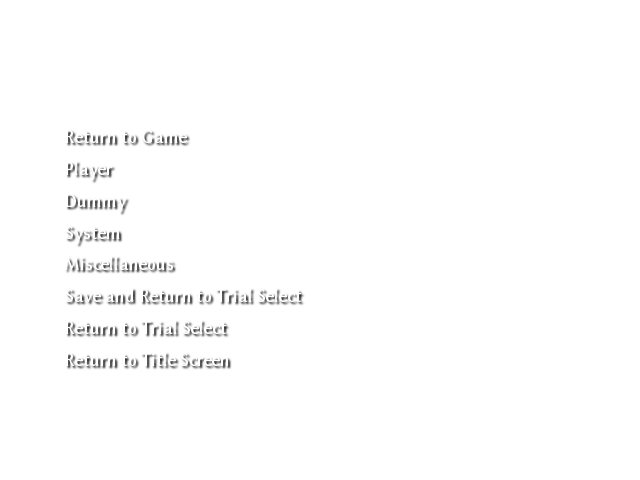 Return to Game
Player
Dummy
System
Miscellaneous
Save and Return to Trial Select
Return to Trial Select
Return to Title Screen